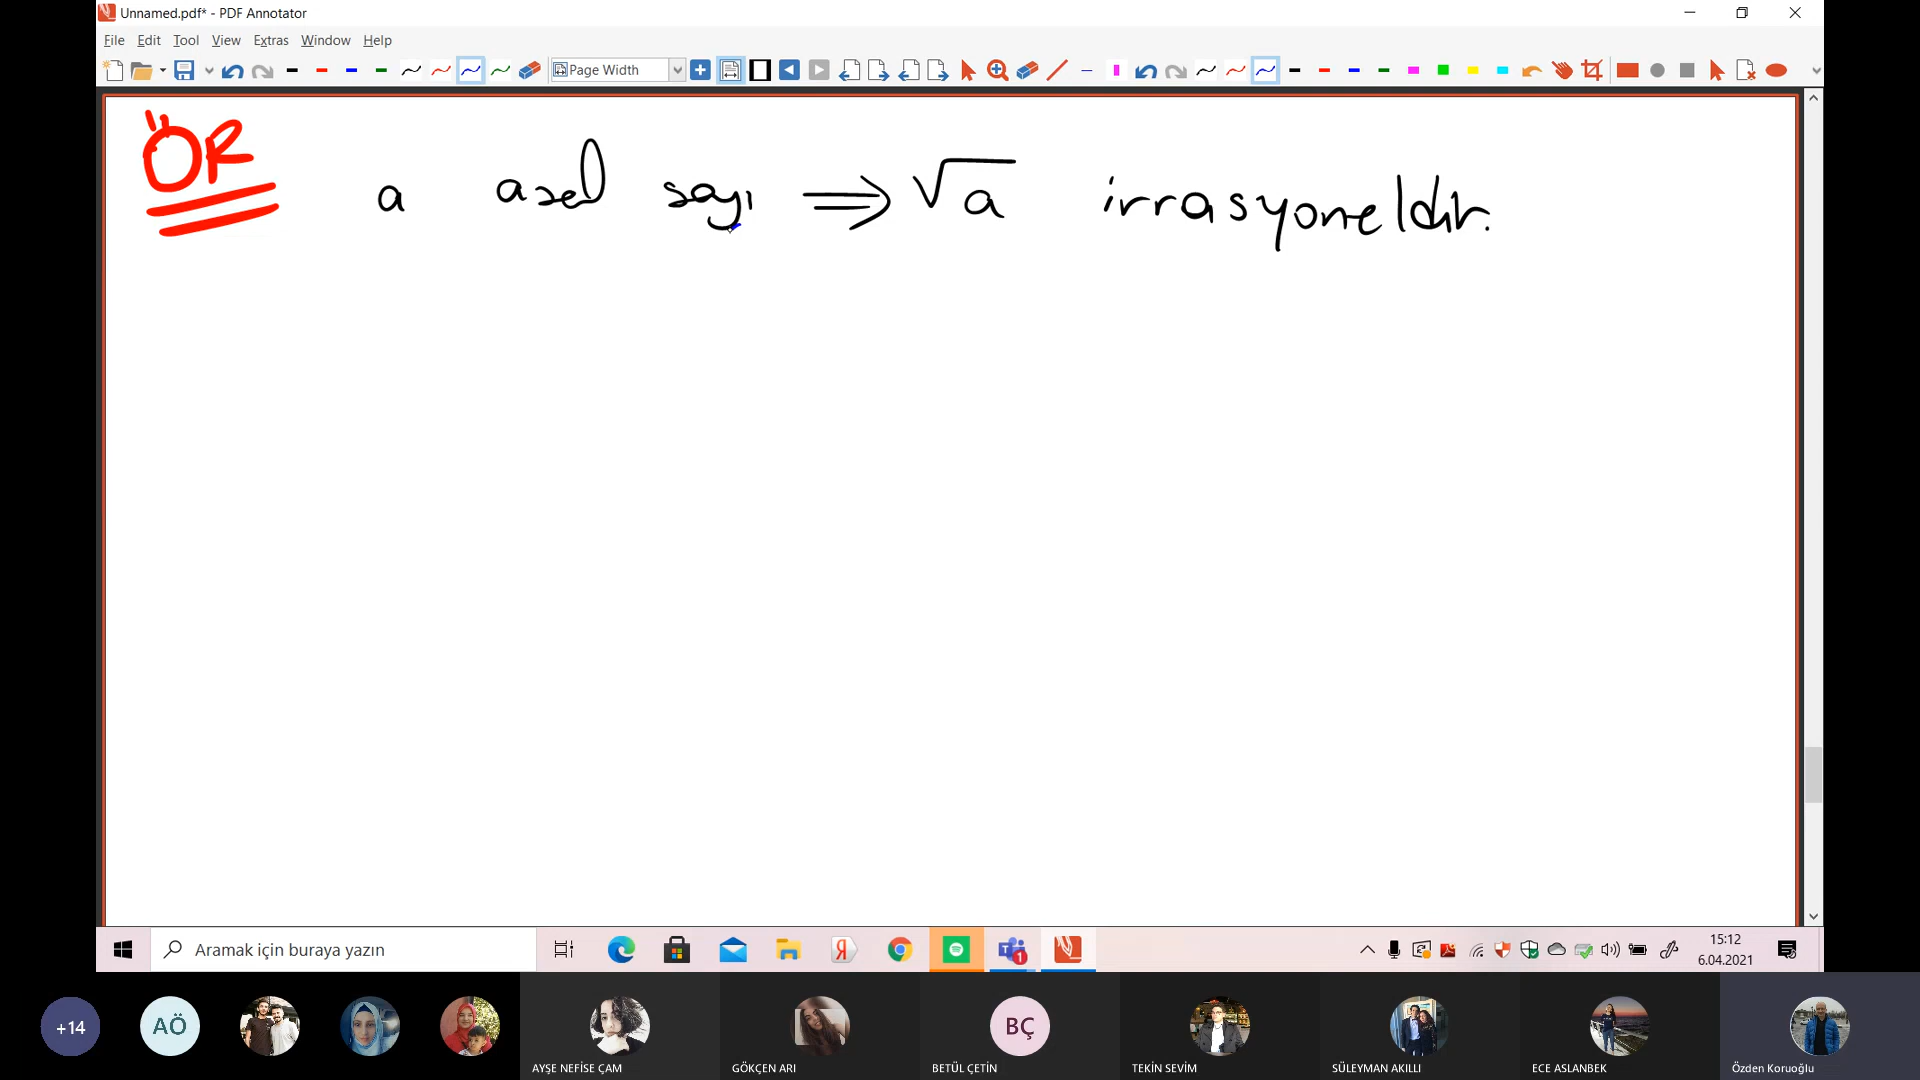 Unnamed.pdf* - PDF Annotator
File Edit Tool View Extras Window Help
Page Width
ÖR a asal sayı ⟹ √a irrasyoneldir.
Aramak için buraya yazın
1
15:12
6.04.2021
+14
AÖ
BÇ
AYŞE NEFİSE ÇAM
GÖKÇEN ARI
BETÜL ÇETİN
TEKİN SEVİM
SÜLEYMAN AKILLI
ECE ASLANBEK
Özden Koruoğlu